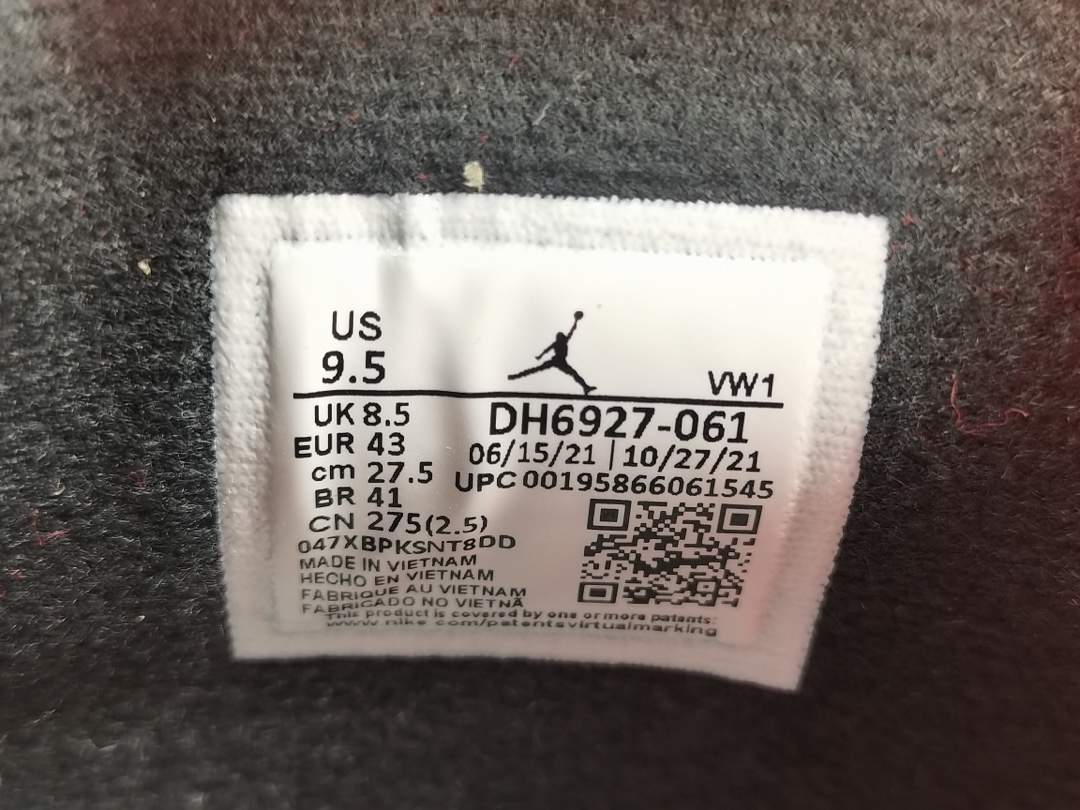 US
9.5
VW1
UK 8.5
EUR 43
cm 27.5
BR 41
CN 275(2.5)
DH6927-061
06/15/21 | 10/27/21
UPC 00195866061545
047XBPKSNT8DD
MADE IN VIETNAM
HECHO EN VIETNAM
FABRIQUE AU VIETNAM
FABRICADO NO VIETNÃ
This product is covered by one or more patents:
www.nike.com/patentsvirtualmarking